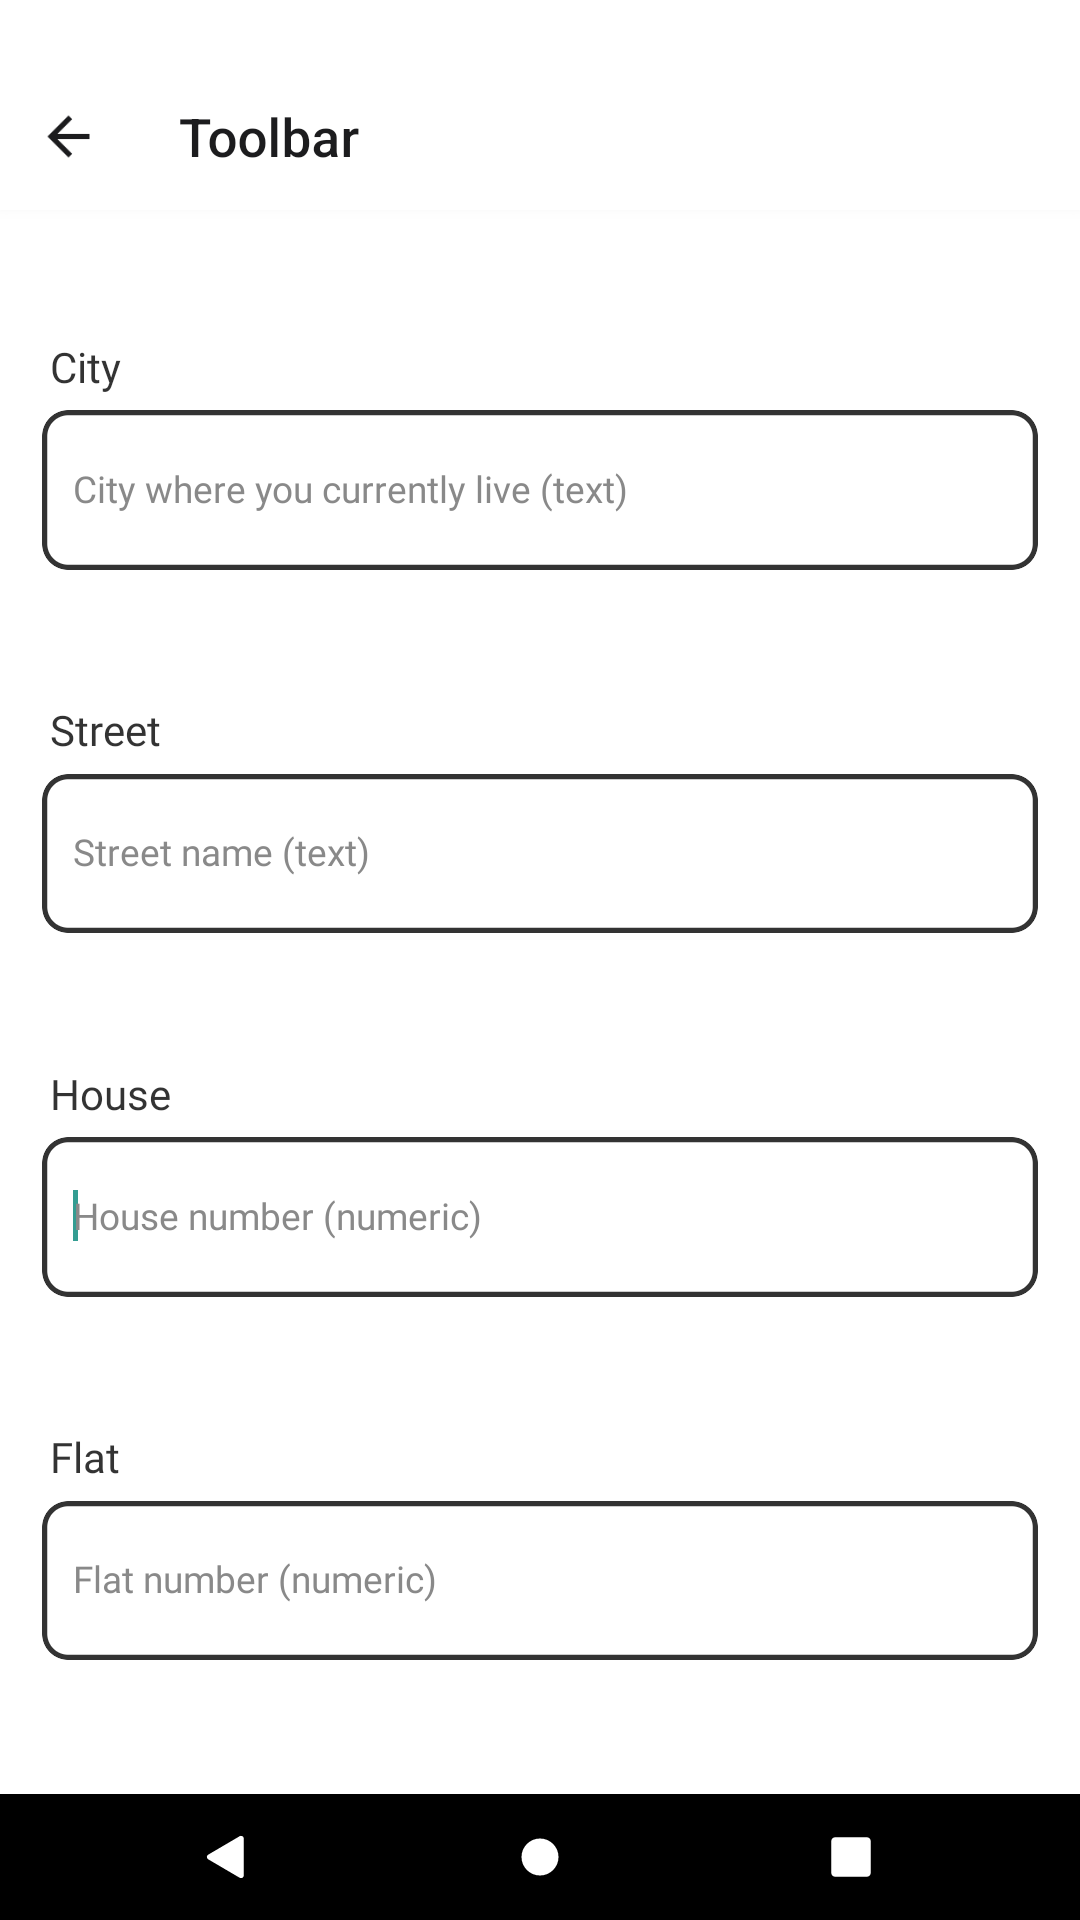 Toolbar
City
City where you currently live (text)
Street
Street name (text)
House
House number (numeric)
Flat
Flat number (numeric)